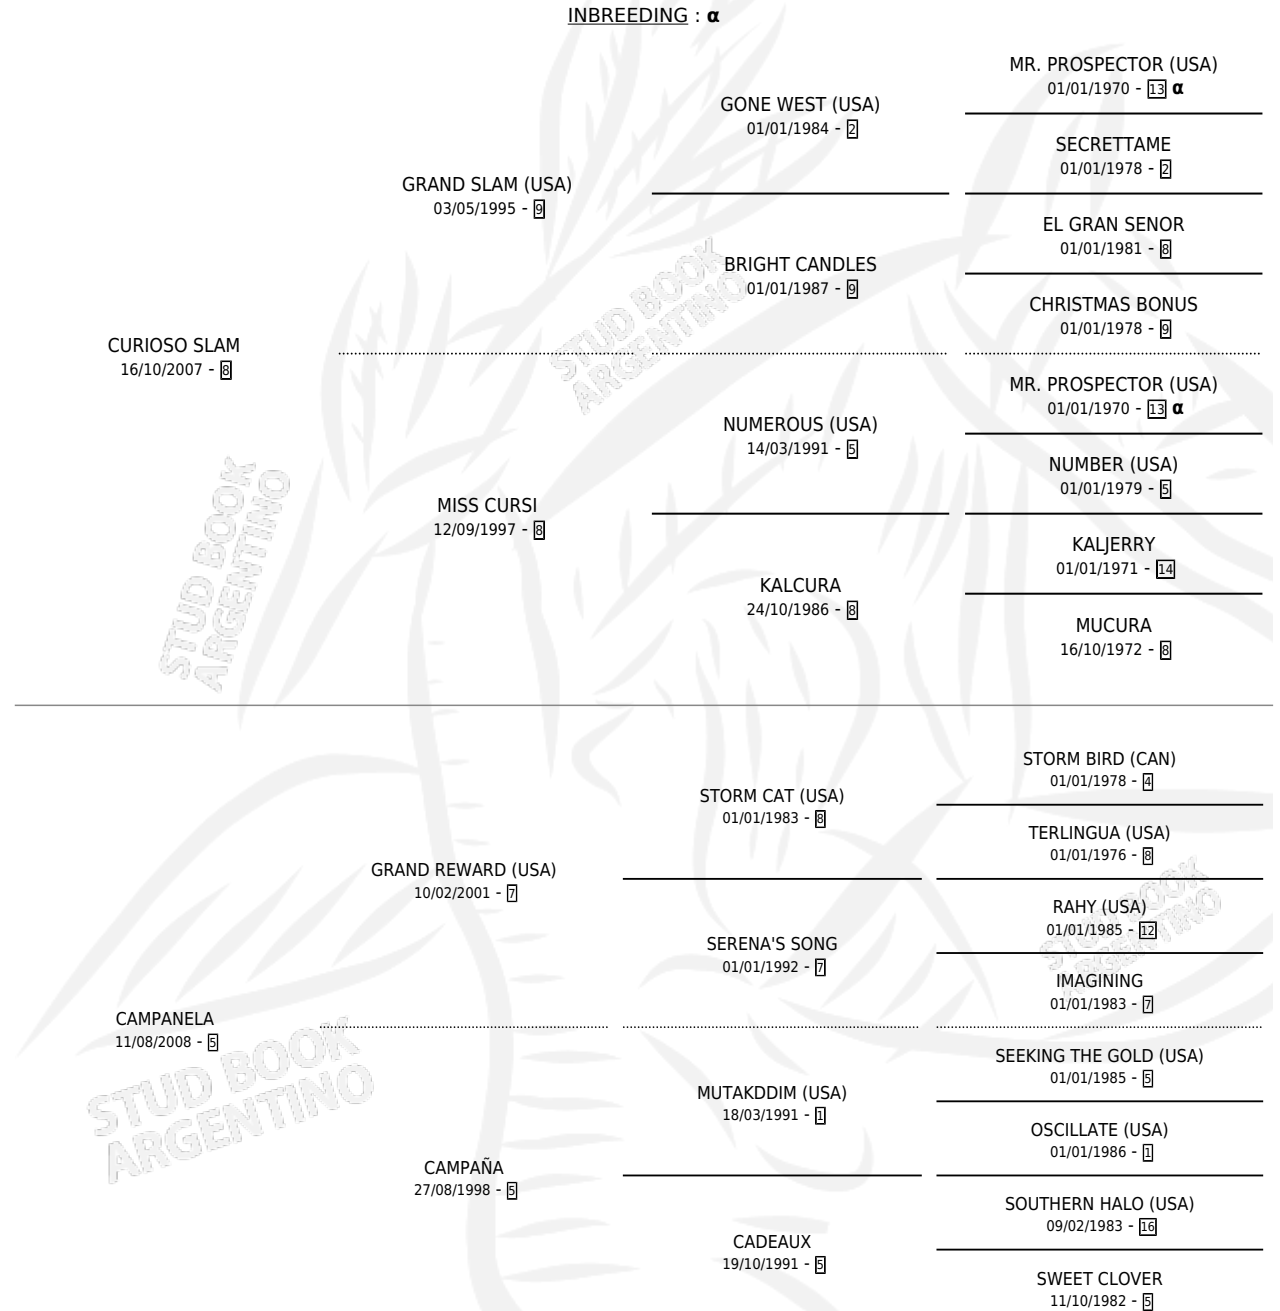 INBREEDING : α
MR. PROSPECTOR (USA)
01/01/1970 - 13 α
GONE WEST (USA)
01/01/1984 - 2
SECRETTAME
01/01/1978 - 2
GRAND SLAM (USA)
03/05/1995 - 9
EL GRAN SENOR
01/01/1981 - 8
BRIGHT CANDLES
01/01/1987 - 9
CHRISTMAS BONUS
01/01/1978 - 9
CURIOSO SLAM
16/10/2007 - 8
MR. PROSPECTOR (USA)
01/01/1970 - 13 α
NUMEROUS (USA)
14/03/1991 - 5
NUMBER (USA)
01/01/1979 - 5
MISS CURSI
12/09/1997 - 8
KALJERRY
01/01/1971 - 14
KALCURA
24/10/1986 - 8
MUCURA
16/10/1972 - 8
STORM BIRD (CAN)
01/01/1978 - 4
STORM CAT (USA)
01/01/1983 - 8
TERLINGUA (USA)
01/01/1976 - 8
GRAND REWARD (USA)
10/02/2001 - 7
RAHY (USA)
01/01/1985 - 12
SERENA'S SONG
01/01/1992 - 7
IMAGINING
01/01/1983 - 7
CAMPANELA
11/08/2008 - 5
SEEKING THE GOLD (USA)
01/01/1985 - 5
MUTAKDDIM (USA)
18/03/1991 - 1
OSCILLATE (USA)
01/01/1986 - 1
CAMPAÑA
27/08/1998 - 5
SOUTHERN HALO (USA)
09/02/1983 - 16
CADEAUX
19/10/1991 - 5
SWEET CLOVER
11/10/1982 - 5
STUD BOOK
ARGENTINO
STUD BOOK
ARGENTINO
STUD BOOK
ARGENTINO
STUD BOOK
ARGENTINO